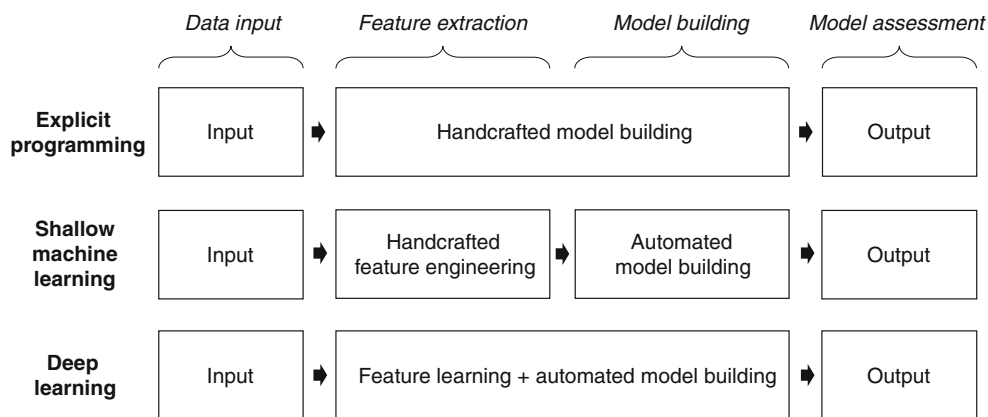 Data input
Feature extraction
Model building
Model assessment
Explicit
programming
Input
Handcrafted model building
Output
Shallow
machine
learning
Input
Handcrafted
feature engineering
Automated
model building
Output
Deep
learning
Input
Feature learning + automated model building
Output